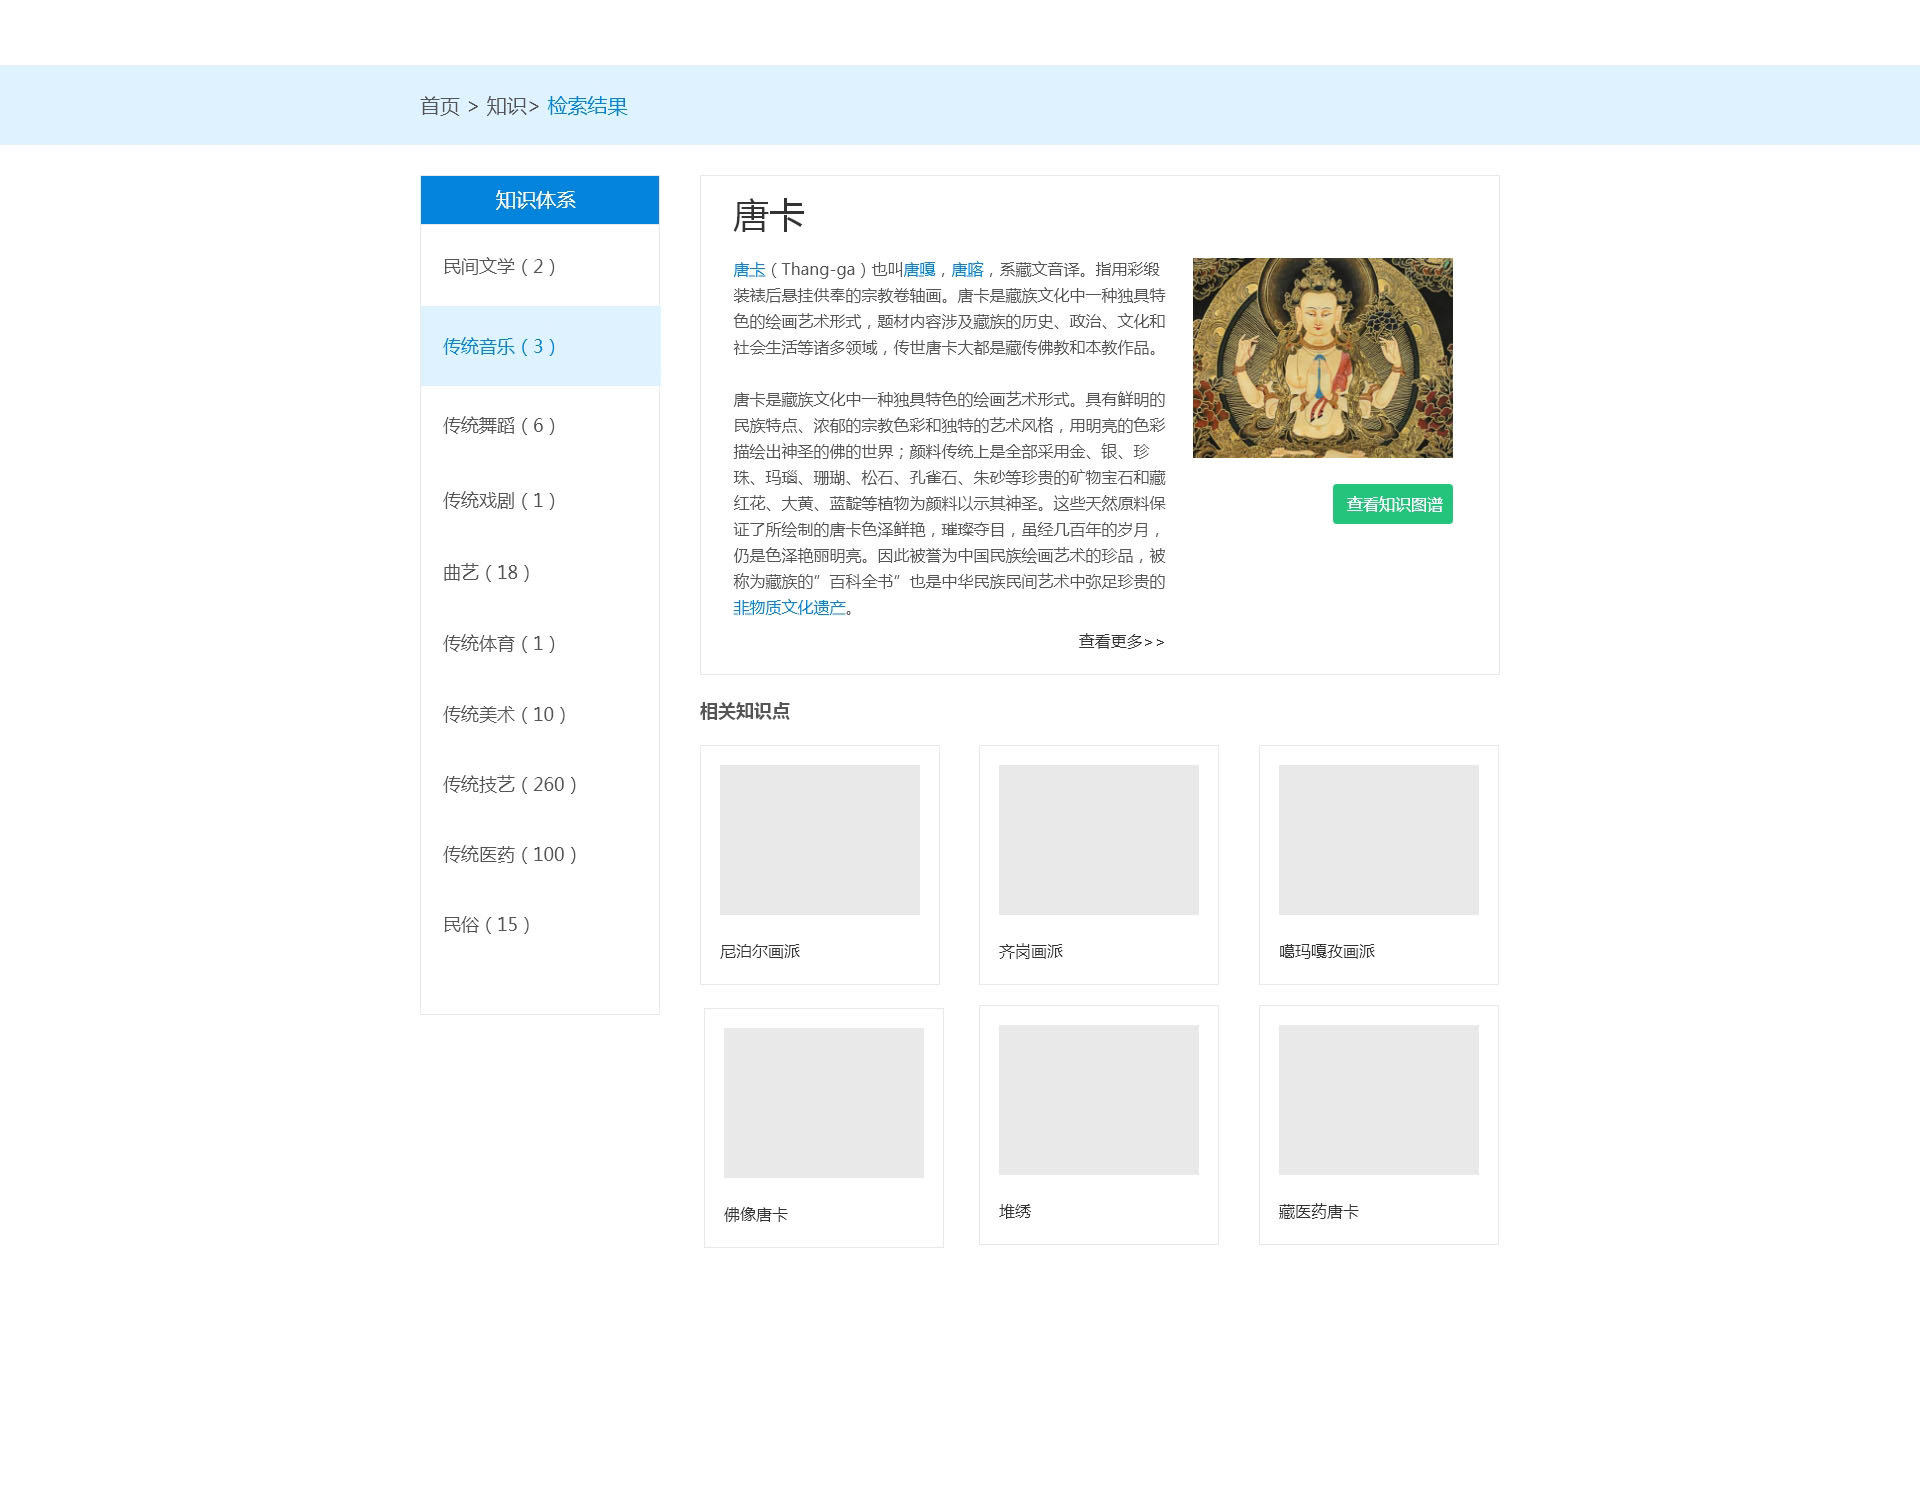 首页 > 知识> 检索结果
知识体系
民间文学（2）
传统音乐（3）
传统舞蹈（6）
传统戏剧（1）
曲艺（18）
传统体育（1）
传统美术（10）
传统技艺（260）
传统医药（100）
民俗（15）
唐卡
唐卡（Thang-ga）也叫唐嘎，唐喀，系藏文音译。指用彩缎
装裱后悬挂供奉的宗教卷轴画。唐卡是藏族文化中一种独具特
色的绘画艺术形式，题材内容涉及藏族的历史、政治、文化和
社会生活等诸多领域，传世唐卡大都是藏传佛教和本教作品。
唐卡是藏族文化中一种独具特色的绘画艺术形式。具有鲜明的
民族特点、浓郁的宗教色彩和独特的艺术风格，用明亮的色彩
描绘出神圣的佛的世界；颜料传统上是全部采用金、银、珍
珠、玛瑙、珊瑚、松石、孔雀石、朱砂等珍贵的矿物宝石和藏
红花、大黄、蓝靛等植物为颜料以示其神圣。这些天然原料保
证了所绘制的唐卡色泽鲜艳，璀璨夺目，虽经几百年的岁月，
仍是色泽艳丽明亮。因此被誉为中国民族绘画艺术的珍品，被
称为藏族的”百科全书”也是中华民族民间艺术中弥足珍贵的
非物质文化遗产。
查看更多>>
查看知识图谱
相关知识点
尼泊尔画派
齐岗画派
噶玛嘎孜画派
佛像唐卡
堆绣
藏医药唐卡